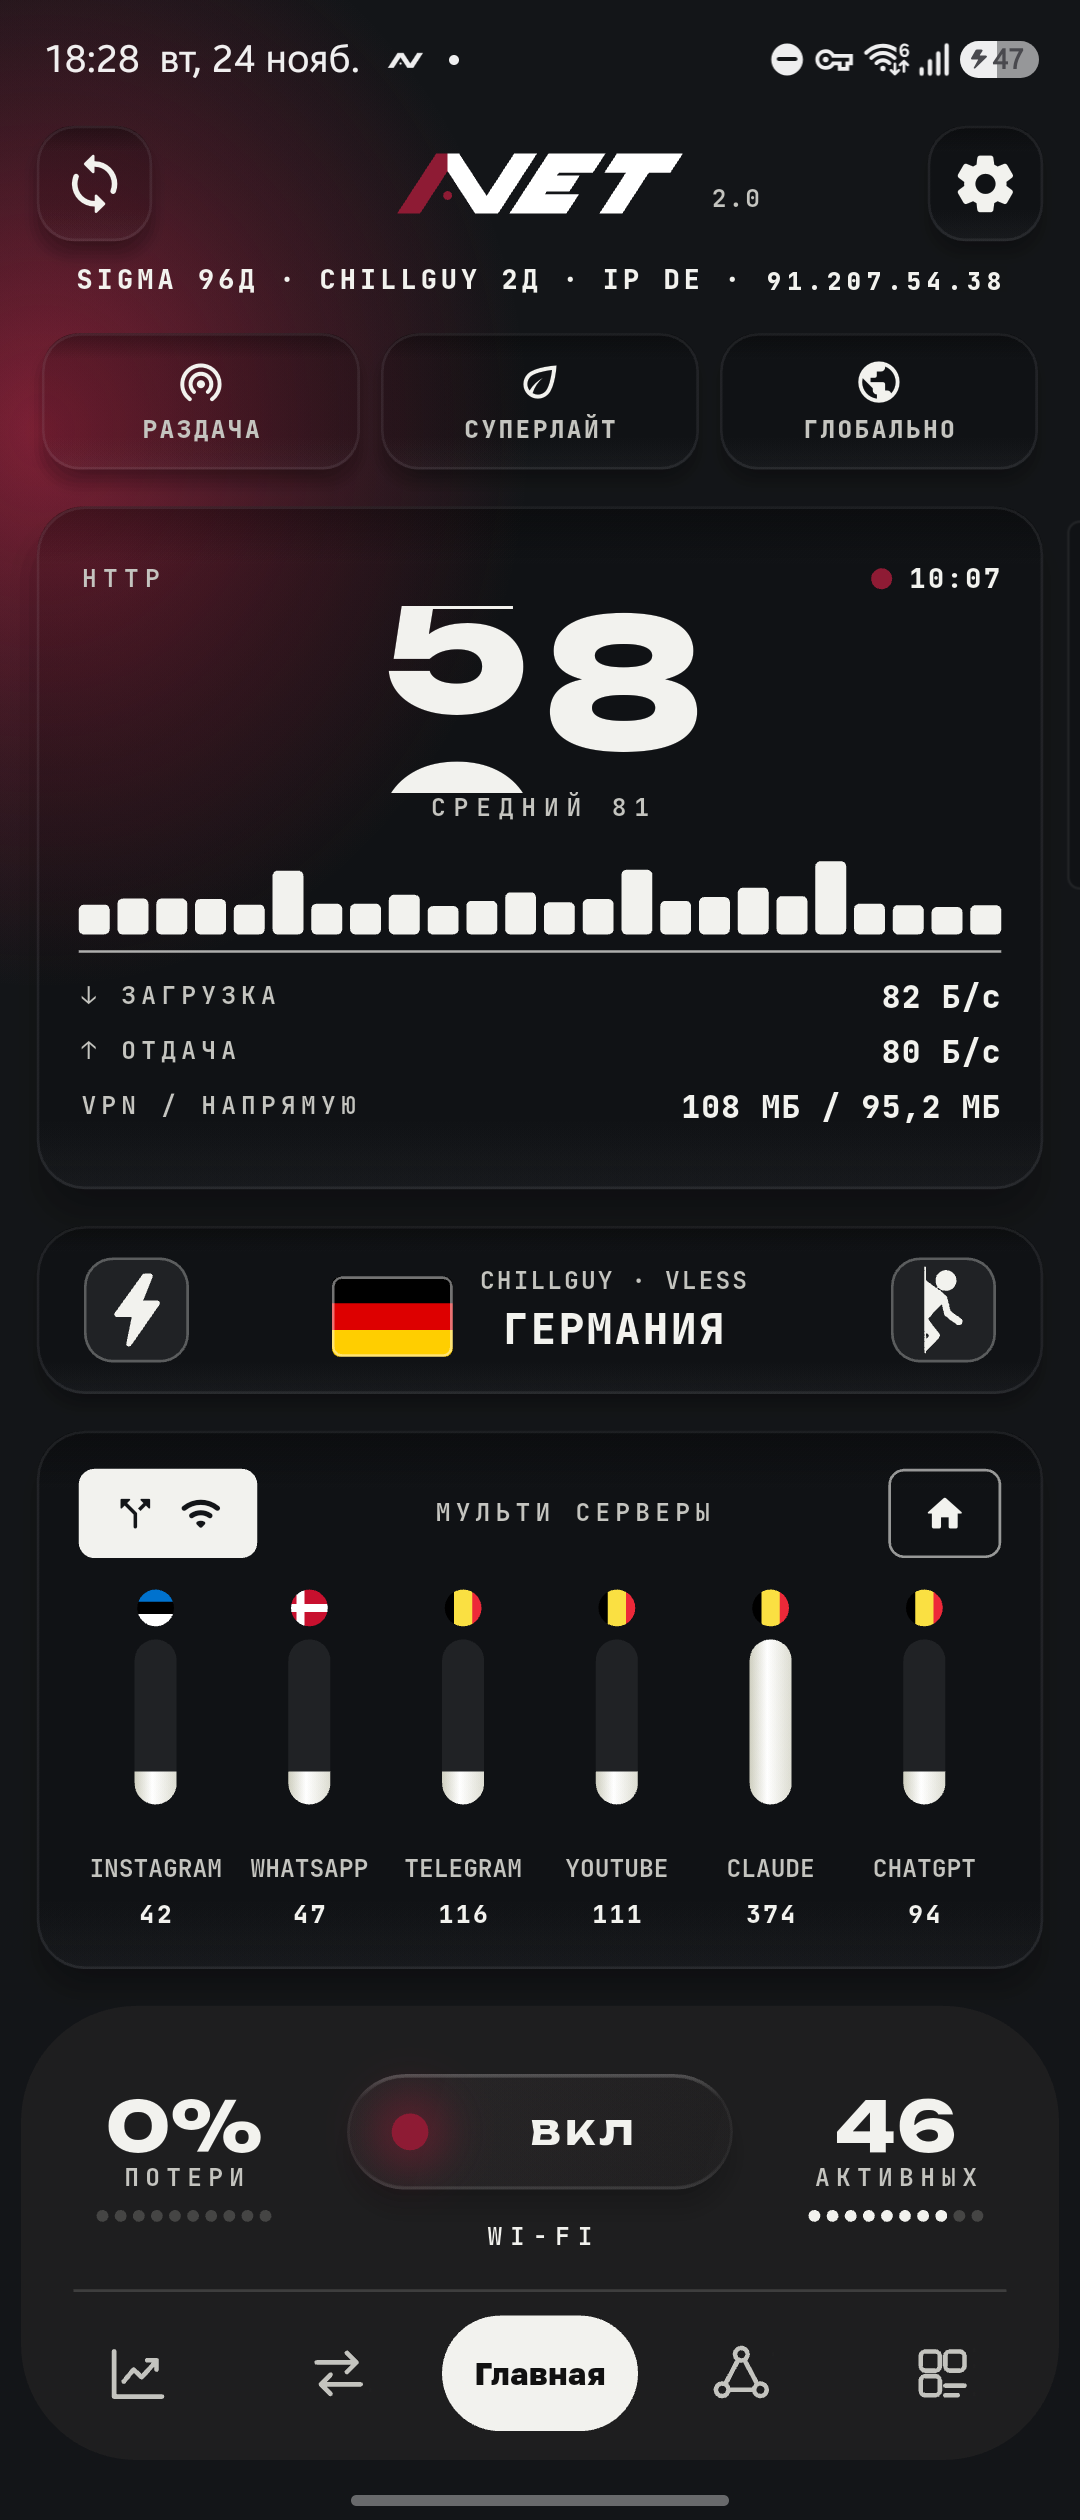 18:28 вт, 24 нояб.
6
47
NET 2.0
SIGMA 96Д · CHILLGUY 2Д · IP DE · 91.207.54.38
РАЗДАЧА
СУПЕРЛАЙТ
ГЛОБАЛЬНО
HTTP
10:07
58
СРЕДНИЙ 81
↓ ЗАГРУЗКА 82 Б/с
↑ ОТДАЧА 80 Б/с
VPN / НАПРЯМУЮ 108 МБ / 95,2 МБ
CHILLGUY · VLESS
ГЕРМАНИЯ
МУЛЬТИ СЕРВЕРЫ
INSTAGRAM WHATSAPP TELEGRAM YOUTUBE CLAUDE CHATGPT
42 47 116 111 374 94
0%
ПОТЕРИ
вкл
WI-FI
46
АКТИВНЫХ
Главная